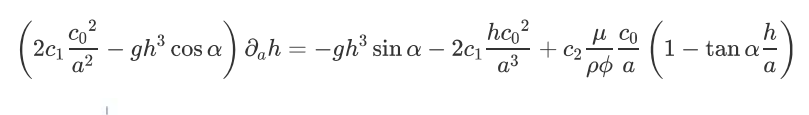 \left( 2c_1 \frac{{c_0}^2}{a^2} - gh^3 \cos \alpha \right) \partial_a h = -gh^3 \sin \alpha - 2c_1 \frac{h{c_0}^2}{a^3} + c_2 \frac{\mu}{\rho \phi} \frac{c_0}{a} \left( 1 - \tan \alpha \frac{h}{a} \right)